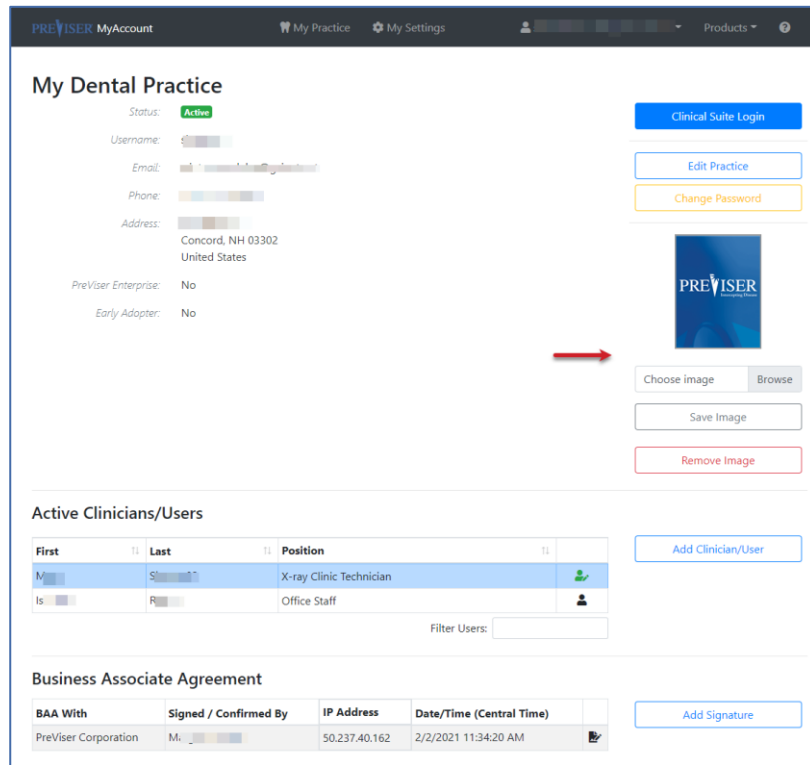 PREVISER MyAccount My Practice My Settings Products
My Dental Practice
Status: Active
Clinical Suite Login
Username:
Email:
Edit Practice
Phone:
Change Password
Address:
Concord, NH 03302
United States
PreViser Enterprise: No
Early Adopter: No
PREVISER
Intercepting Disease
Choose image Browse
Save Image
Remove Image
Active Clinicians/Users
Add Clinician/User
First Last Position
X-ray Clinic Technician
Office Staff
Filter Users:
Business Associate Agreement
Add Signature
BAA With Signed / Confirmed By IP Address Date/Time (Central Time)
PreViser Corporation 50.237.40.162 2/2/2021 11:34:20 AM